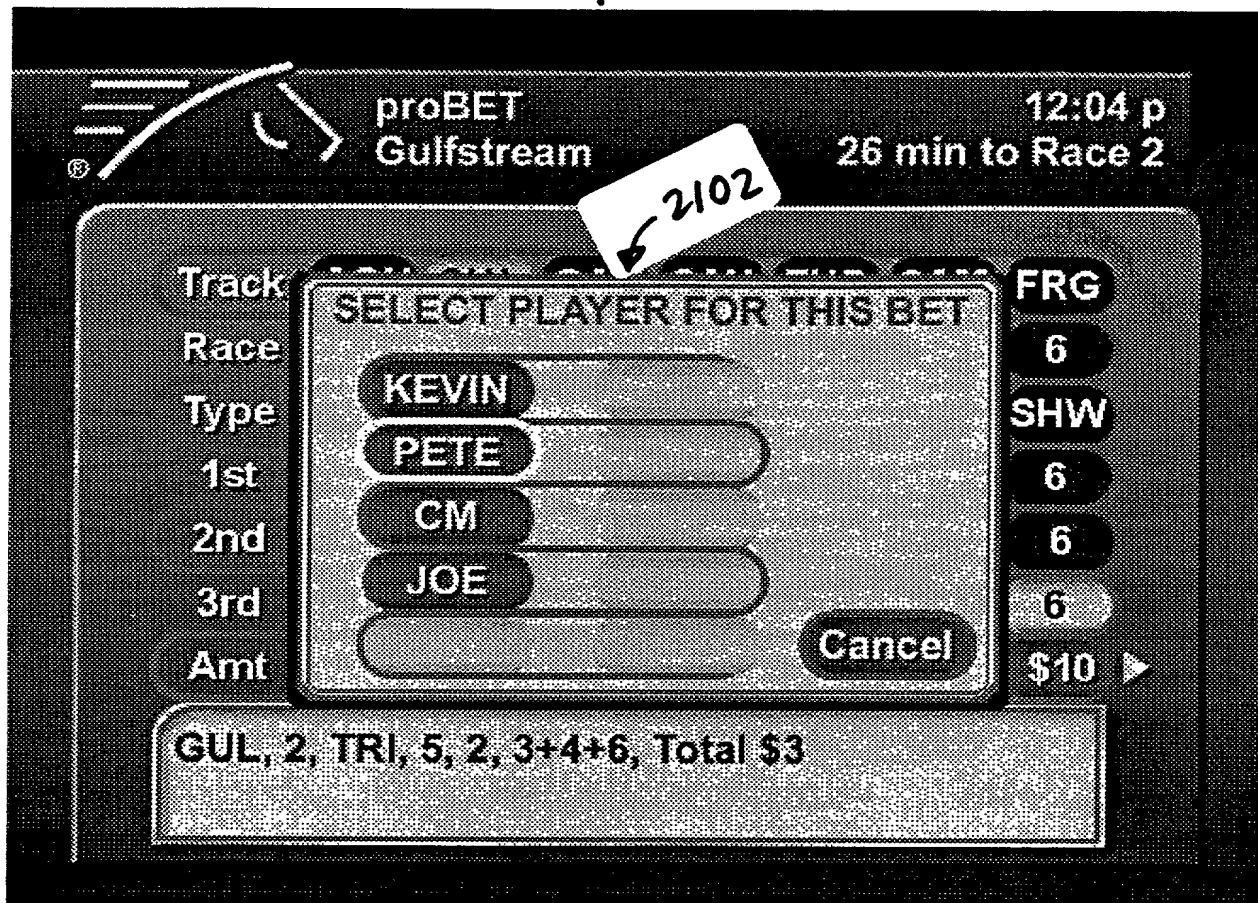 proBET
12:04 p
Gulfstream
26 min to Race 2
®
2102
Track
FRG
SELECT PLAYER FOR THIS BET
Race
6
KEVIN
Type
SHW
PETE
1st
6
CM
2nd
6
JOE
3rd
6
Cancel
Amt
$10
GUL, 2, TRI, 5, 2, 3+4+6, Total $3